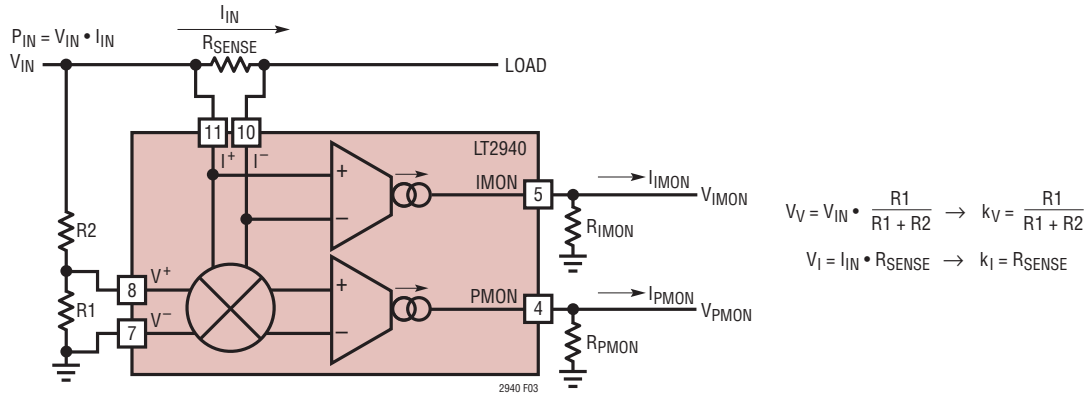 P_IN = V_IN • I_IN
V_IN
I_IN
R_SENSE
LOAD
11
10
LT2940
I+
I−
+
−
IMON
5
I_IMON
V_IMON
R_IMON
R2
8
V+
R1
7
V−
+
−
PMON
4
I_PMON
V_PMON
R_PMON
2940 F03
V_V = V_IN • R1 / (R1 + R2) → k_V = R1 / (R1 + R2)
V_I = I_IN • R_SENSE → k_I = R_SENSE